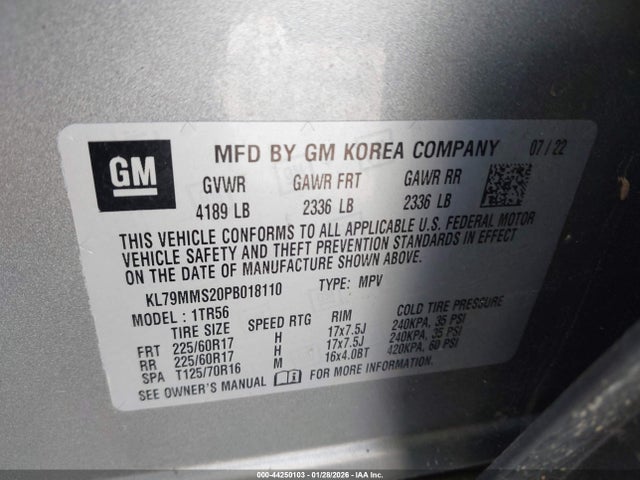 GM
MFD BY GM KOREA COMPANY 07/22
GVWR GAWR FRT GAWR RR
4189 LB 2336 LB 2336 LB
THIS VEHICLE CONFORMS TO ALL APPLICABLE U.S. FEDERAL MOTOR
VEHICLE SAFETY AND THEFT PREVENTION STANDARDS IN EFFECT
ON THE DATE OF MANUFACTURE SHOWN ABOVE.
KL79MMS20PB018110 TYPE: MPV
MODEL : 1TR56
TIRE SIZE SPEED RTG RIM COLD TIRE PRESSURE
FRT 225/60R17 H 17x7.5J 240KPA, 35 PSI
RR 225/60R17 H 17x7.5J 240KPA, 35 PSI
SPA T125/70R16 M 16x4.0BT 420KPA, 60 PSI
SEE OWNER'S MANUAL i FOR MORE INFORMATION.
000-44250103 - 01/28/2026 - IAA Inc.